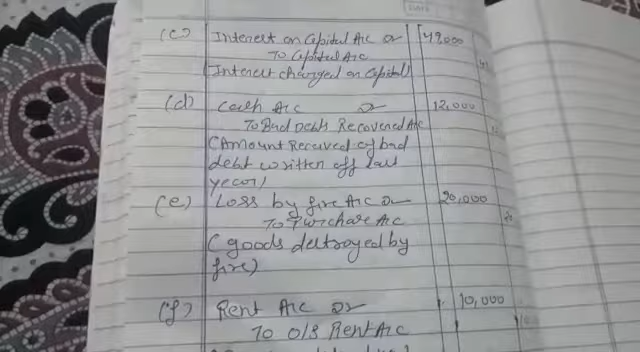 (c) Interest on Capital A/c Dr 49,000
To Capital A/c
(Interest charged on Capital)
(d) Cash A/c Dr 12,000
To Bad Debts Recovered A/c
(Amount Received of bad
debt written off last
year)
(e) Loss by fire A/c Dr 20,000
To Purchase A/c
(goods destroyed by
fire)
(f) Rent A/c Dr 10,000
To O/S Rent A/c